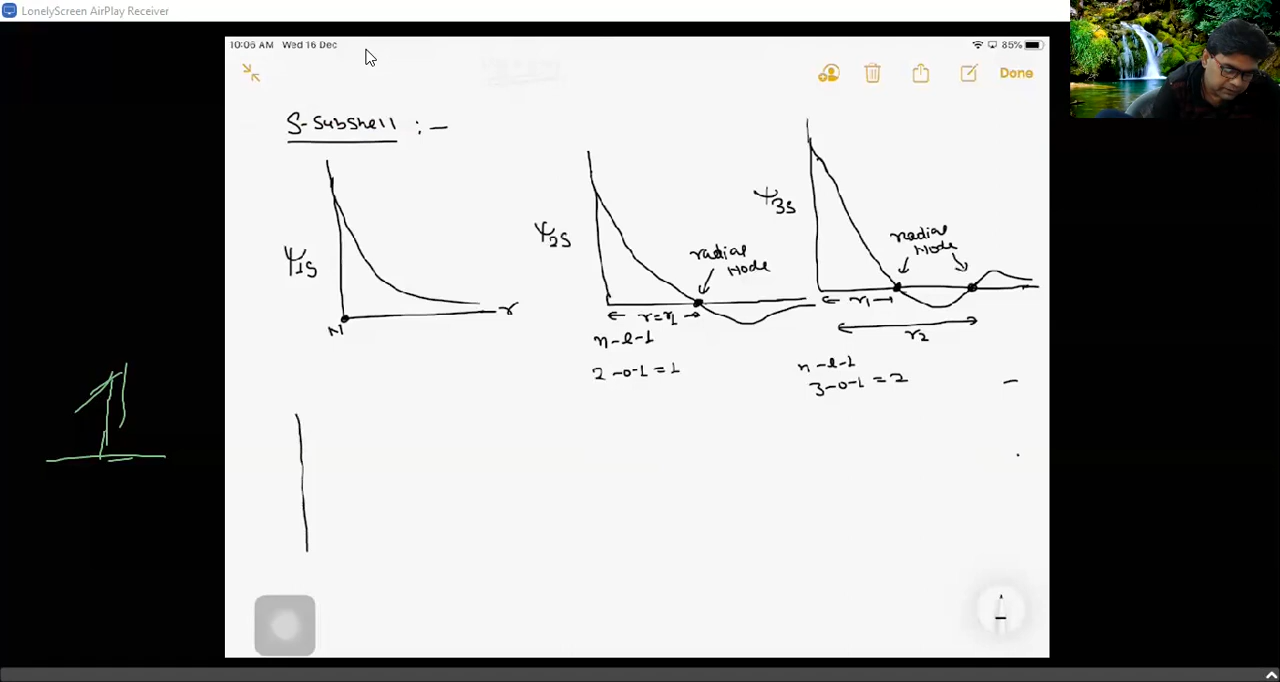 LonelyScreen AirPlay Receiver
10:06 AM Wed 16 Dec
85%
Done
S-Subshell : –
Ψ1s
N
r
Ψ2s
radial
Node
r=r1
n-l-1
2-0-1=1
Ψ3s
radial
Node
r1
r2
n-l-1
3-0-1=2